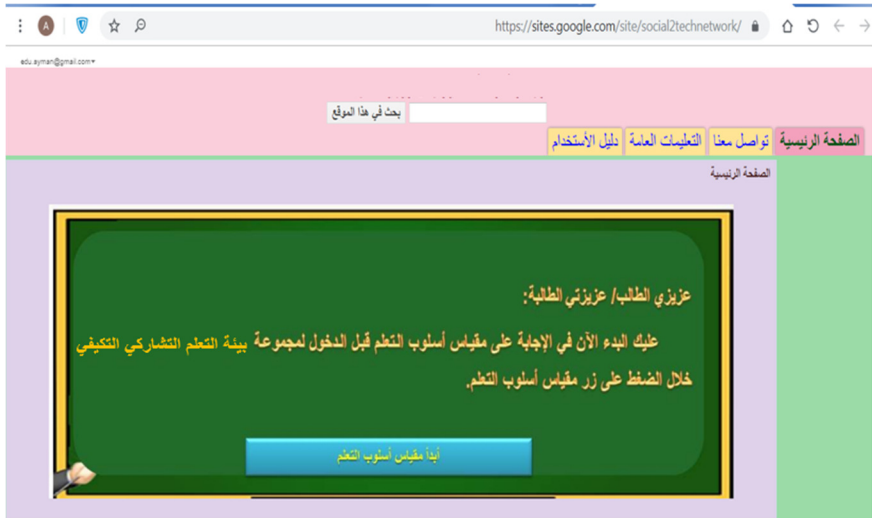 https://sites.google.com/site/social2technetwork/
A
edu.ayman@gmail.com
بحث في هذا الموقع
الصفحة الرئيسية تواصل معنا التعليمات العامة دليل الأستخدام
الصفحة الرئيسية
عزيزي الطالب/ عزيزتي الطالبة:
عليك البدء الآن في الإجابة على مقياس أسلوب التعلم قبل الدخول لمجموعة بيئة التعلم التشاركي التكيفي
خلال الضغط على زر مقياس أسلوب التعلم.
أبدأ مقياس أسلوب التعلم